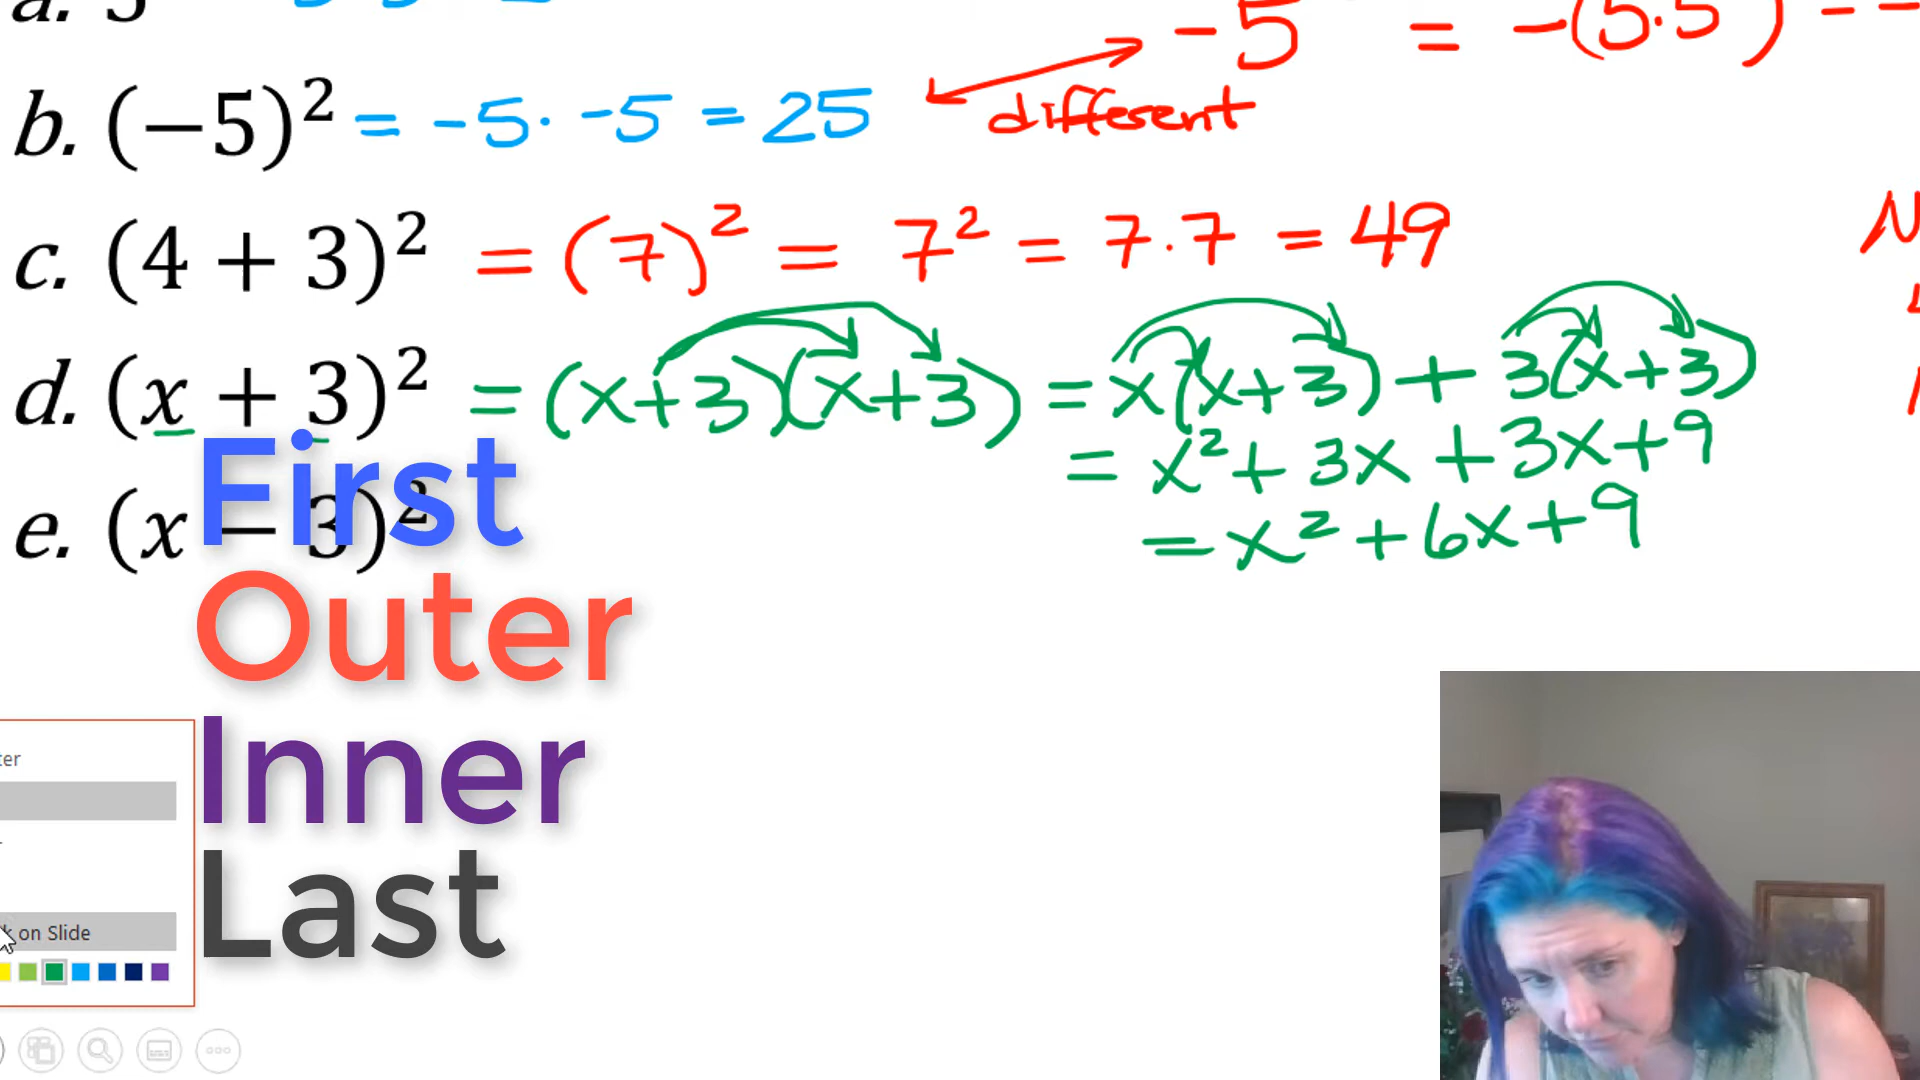 a. 5
-5 = -(5·5) -
b. (−5)² = -5 · -5 = 25
different
c. (4 + 3)² = (7)² = 7² = 7·7 = 49
d. (x + 3)² = (x+3)(x+3) = x(x+3) + 3(x+3)
= x² + 3x + 3x + 9
= x² + 6x + 9
e. (x − 3)²
First
Outer
Inner
Last
on Slide